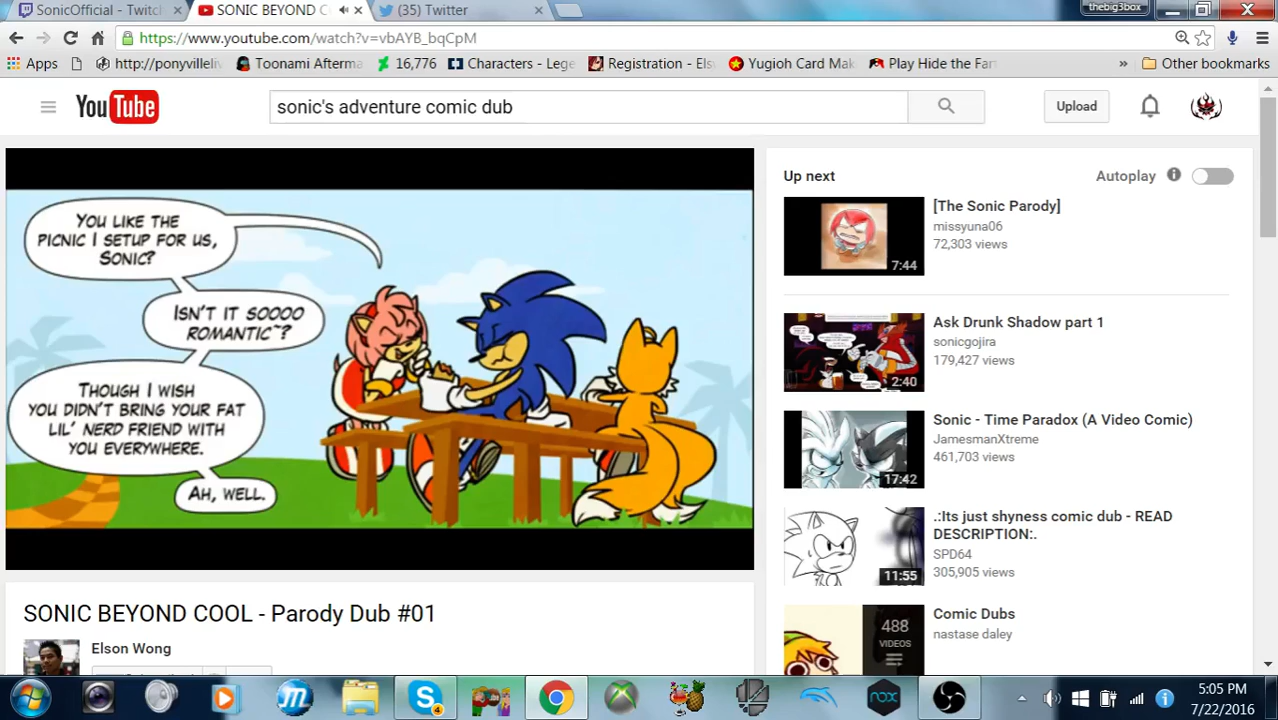 SonicOfficial - Twitch
SONIC BEYOND C
(35) Twitter
thebig3box
https://www.youtube.com/watch?v=vbAYB_bqCpM
Apps
http://ponyvillelive
Toonami Afterma
16,776
Characters - Lege
Registration - Els
Yugioh Card Mak
Play Hide the Fa
»
Other bookmarks
YouTube
sonic's adventure comic dub
Upload
YOU LIKE THE
PICNIC I SETUP FOR US,
SONIC?
ISN'T IT SOOOO
ROMANTIC~?
THOUGH I WISH
YOU DIDN'T BRING YOUR FAT
LIL' NERD FRIEND WITH
YOU EVERYWHERE.
AH, WELL.
SONIC BEYOND COOL - Parody Dub #01
Elson Wong
Up next
Autoplay
[The Sonic Parody]
missyuna06
72,303 views
7:44
Ask Drunk Shadow part 1
sonicgojira
179,427 views
2:40
Sonic - Time Paradox (A Video Comic)
JamesmanXtreme
461,703 views
17:42
.:Its just shyness comic dub - READ
DESCRIPTION:.
SPD64
305,905 views
11:55
Comic Dubs
nastase daley
488
VIDEOS
4
nox
5:05 PM
7/22/2016